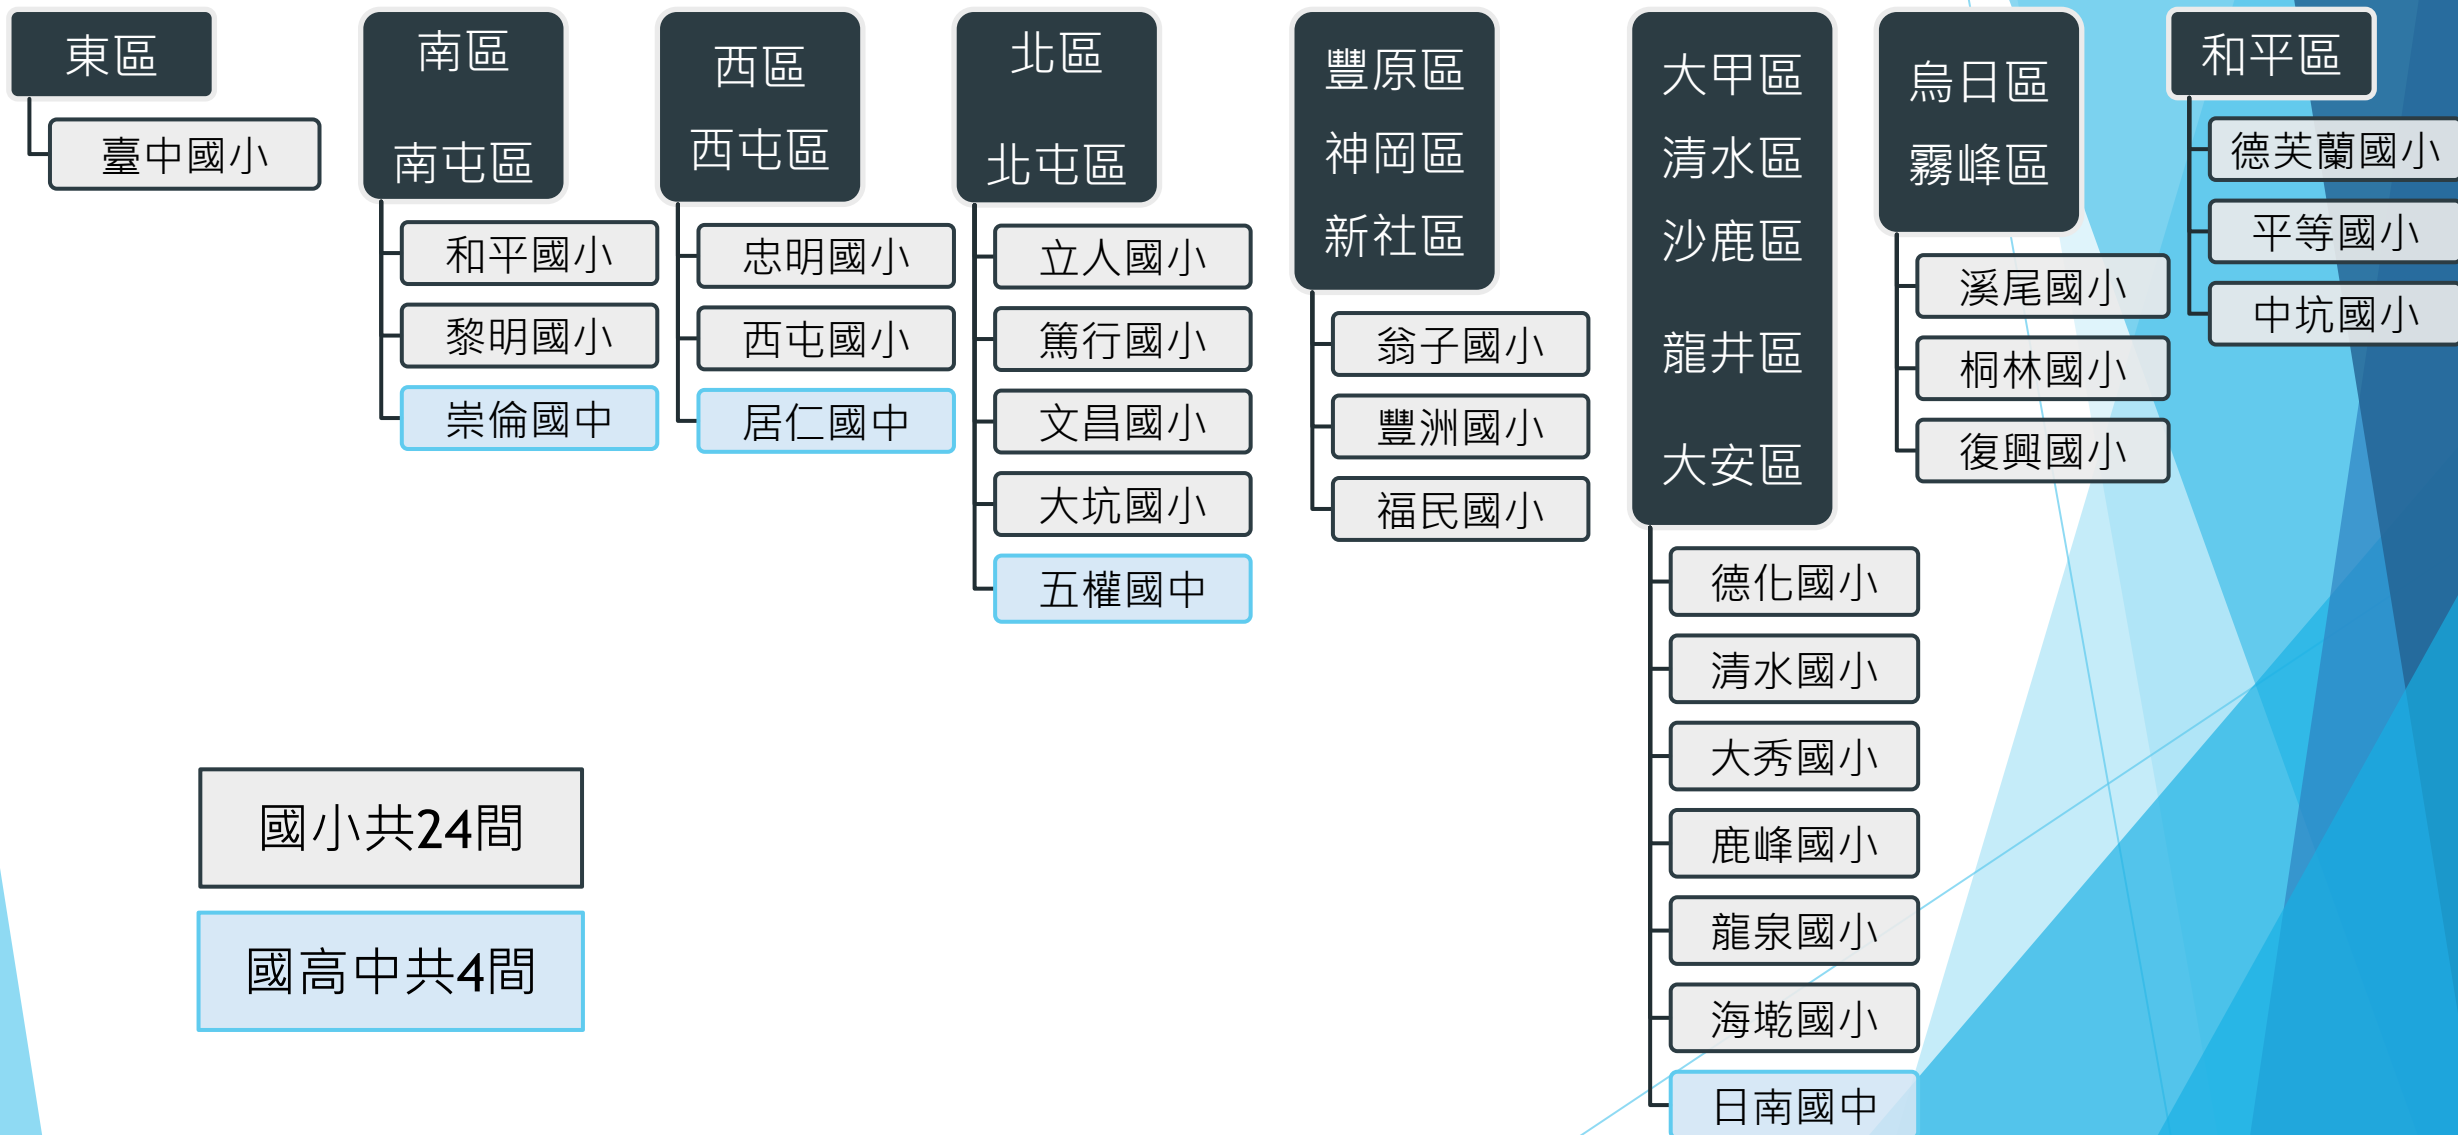 東區
臺中國小
南區
南屯區
和平國小
黎明國小
崇倫國中
西區
西屯區
忠明國小
西屯國小
居仁國中
北區
北屯區
立人國小
篤行國小
文昌國小
大坑國小
五權國中
豐原區
神岡區
新社區
翁子國小
豐洲國小
福民國小
大甲區
清水區
沙鹿區
龍井區
大安區
德化國小
清水國小
大秀國小
鹿峰國小
龍泉國小
海墘國小
日南國中
烏日區
霧峰區
溪尾國小
桐林國小
復興國小
和平區
德芙蘭國小
平等國小
中坑國小
國小共24間
國高中共4間